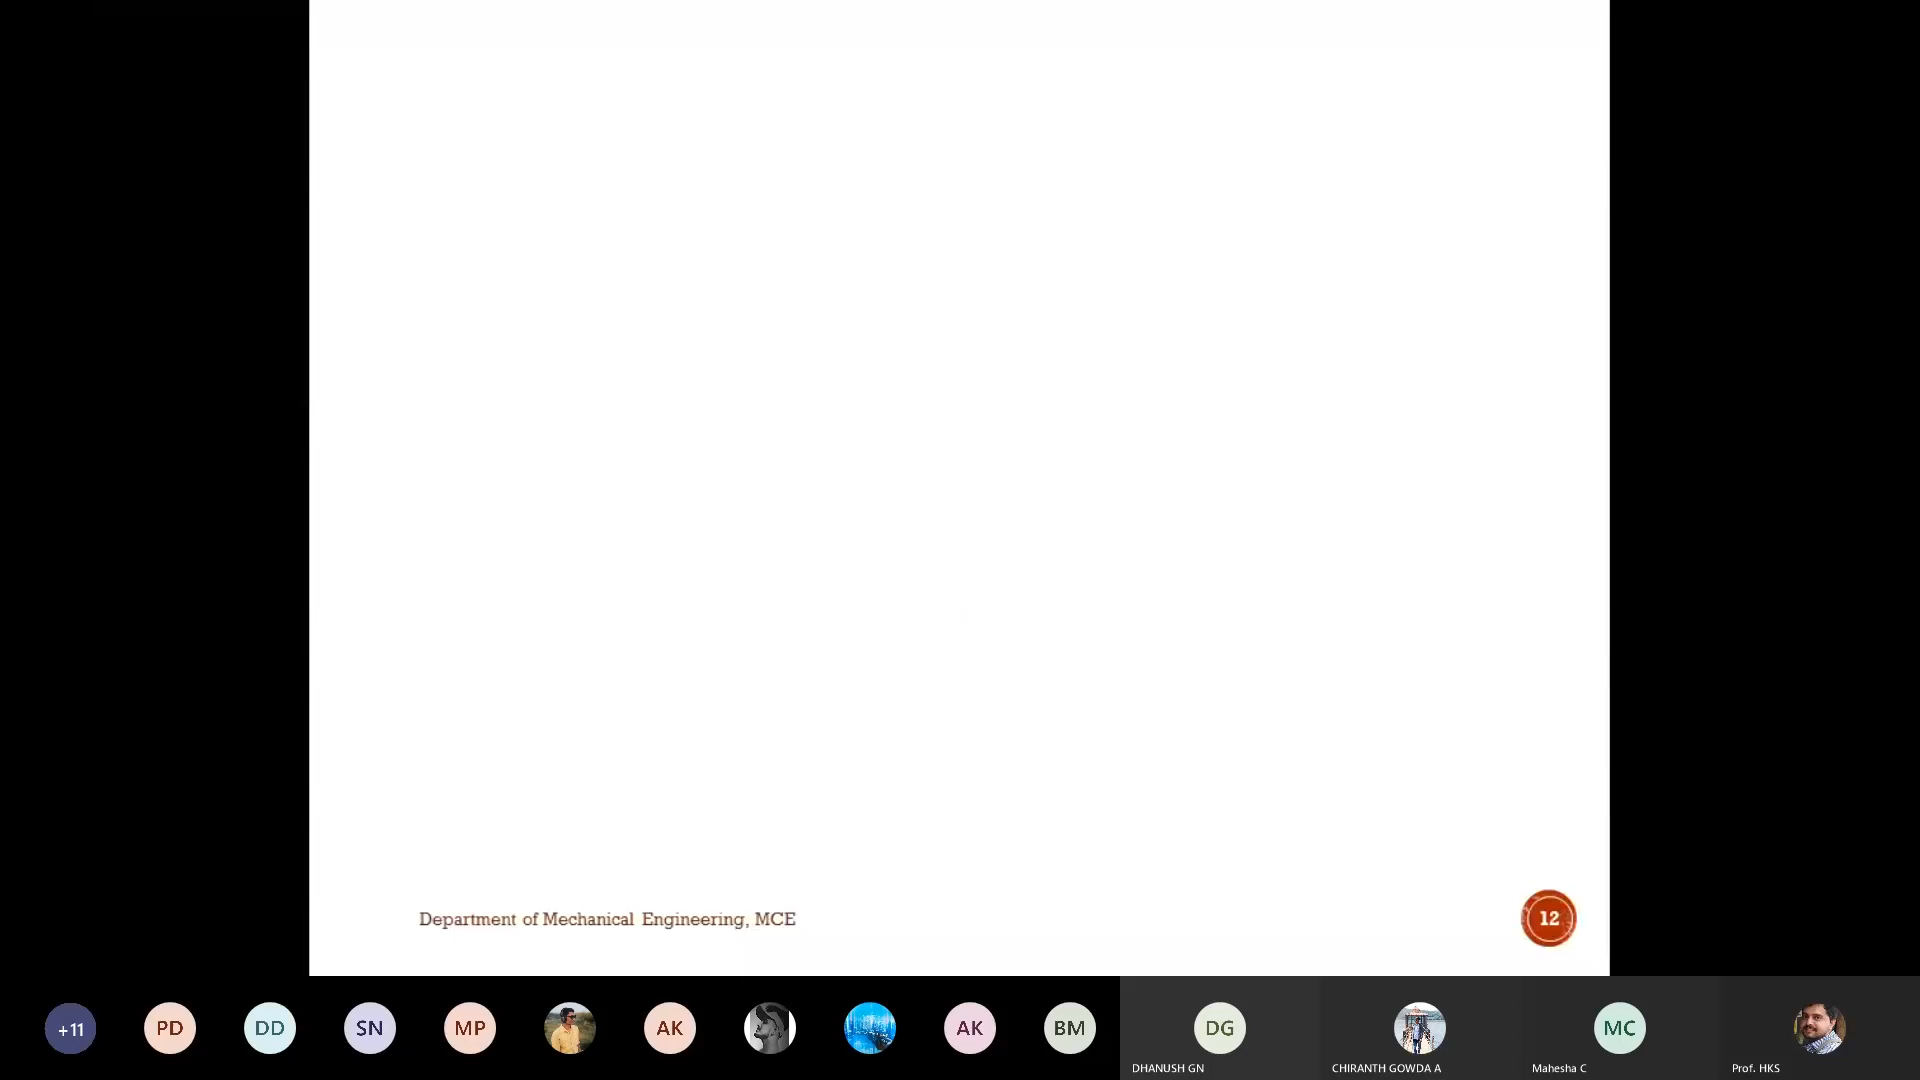 Department of Mechanical Engineering, MCE
12
+11
PD
DD
SN
MP
AK
AK
BM
DG
MC
DHANUSH GN
CHIRANTH GOWDA A
Mahesha C
Prof. HKS